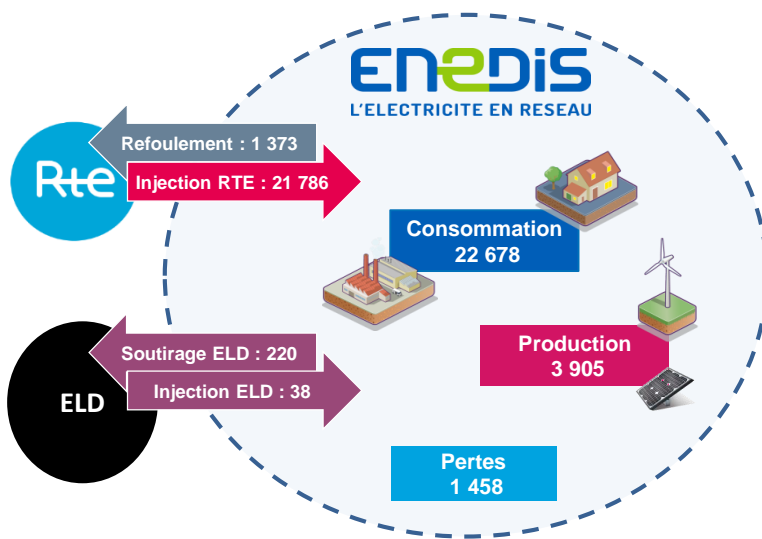 ENEDIS
L'ELECTRICITE EN RESEAU
Rte
Refoulement : 1 373
Injection RTE : 21 786
Consommation
22 678
ELD
Soutirage ELD : 220
Injection ELD : 38
Production
3 905
Pertes
1 458